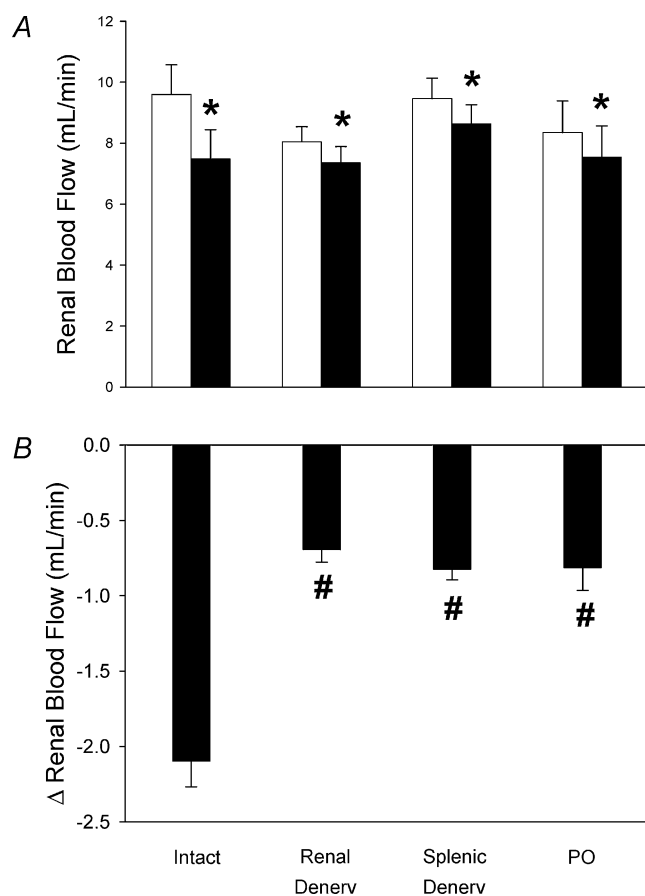 A
Renal Blood Flow (mL/min)
12
10
8
6
4
2
0
*
*
*
*
B
Δ Renal Blood Flow (mL/min)
0.0
-0.5
-1.0
-1.5
-2.0
-2.5
#
#
#
Intact
Renal
Denerv
Splenic
Denerv
PO